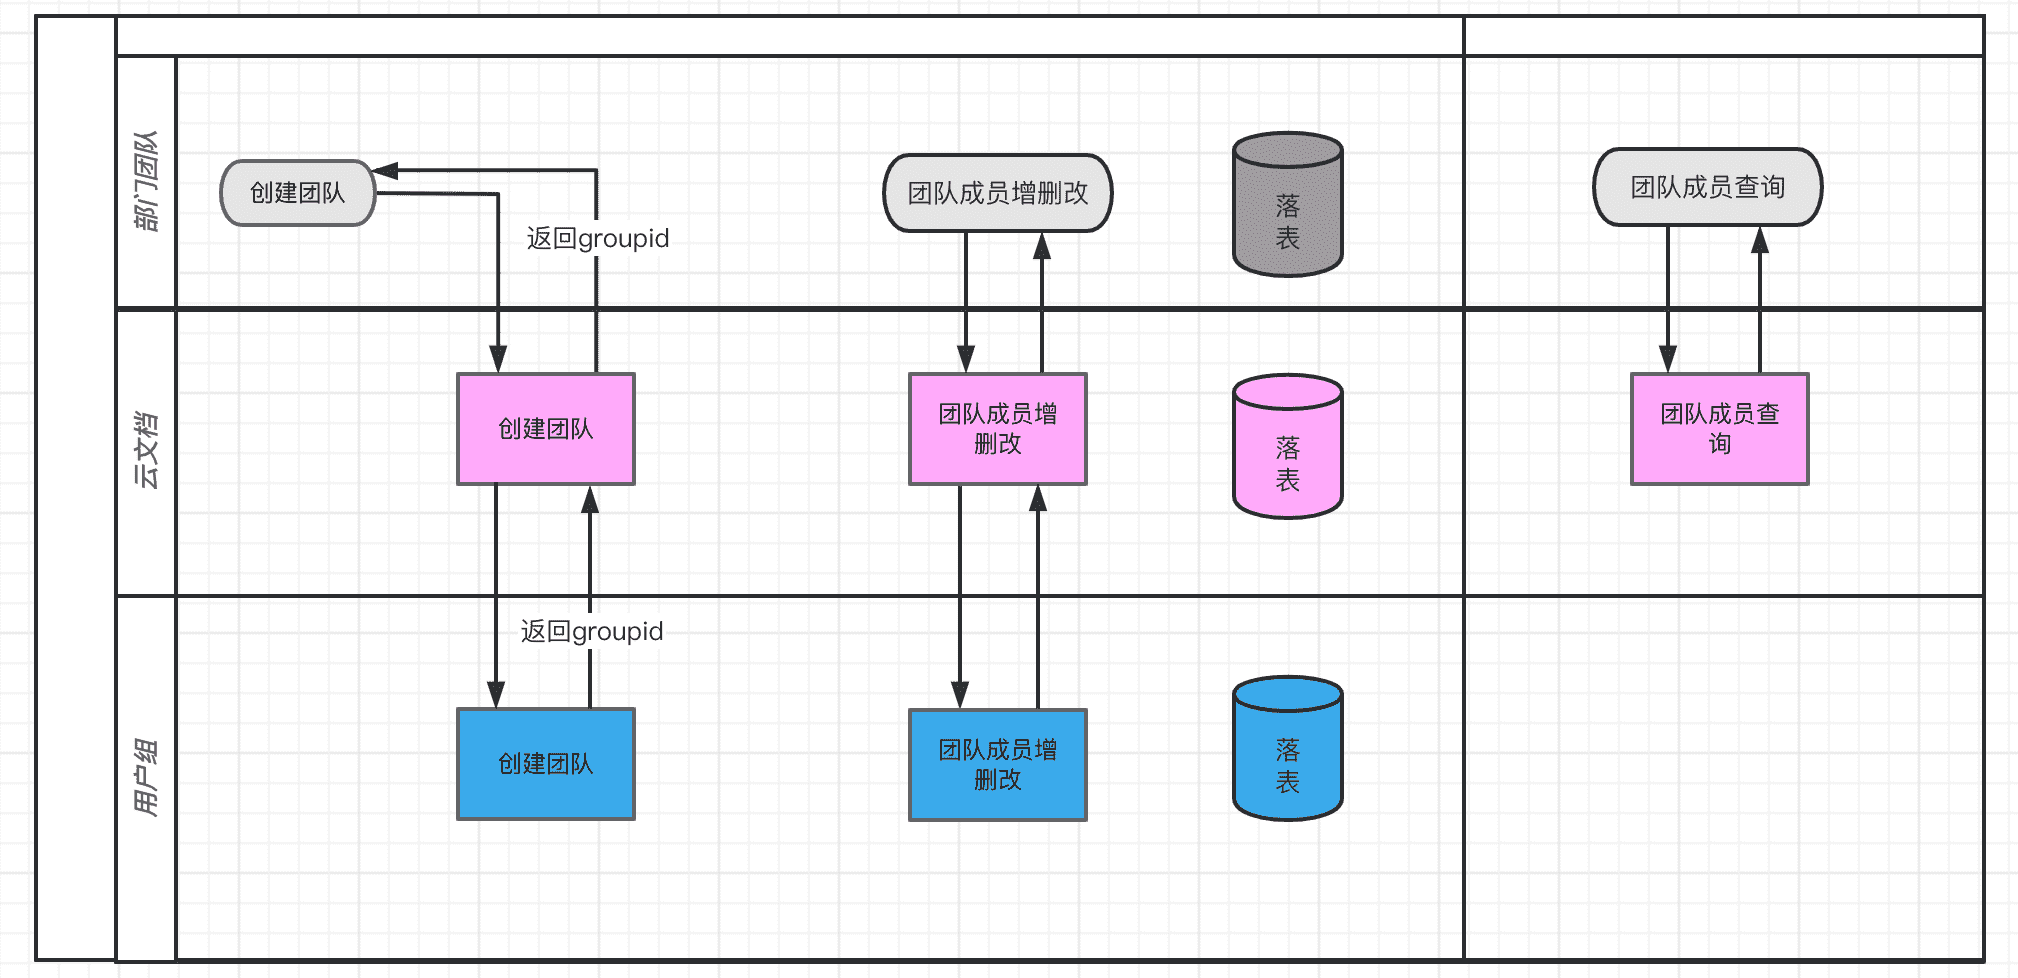 部门团队
创建团队
返回groupid
团队成员增删改
落
表
团队成员查询
云文档
创建团队
团队成员增
删改
落
表
团队成员查
询
返回groupid
用户组
创建团队
团队成员增
删改
落
表